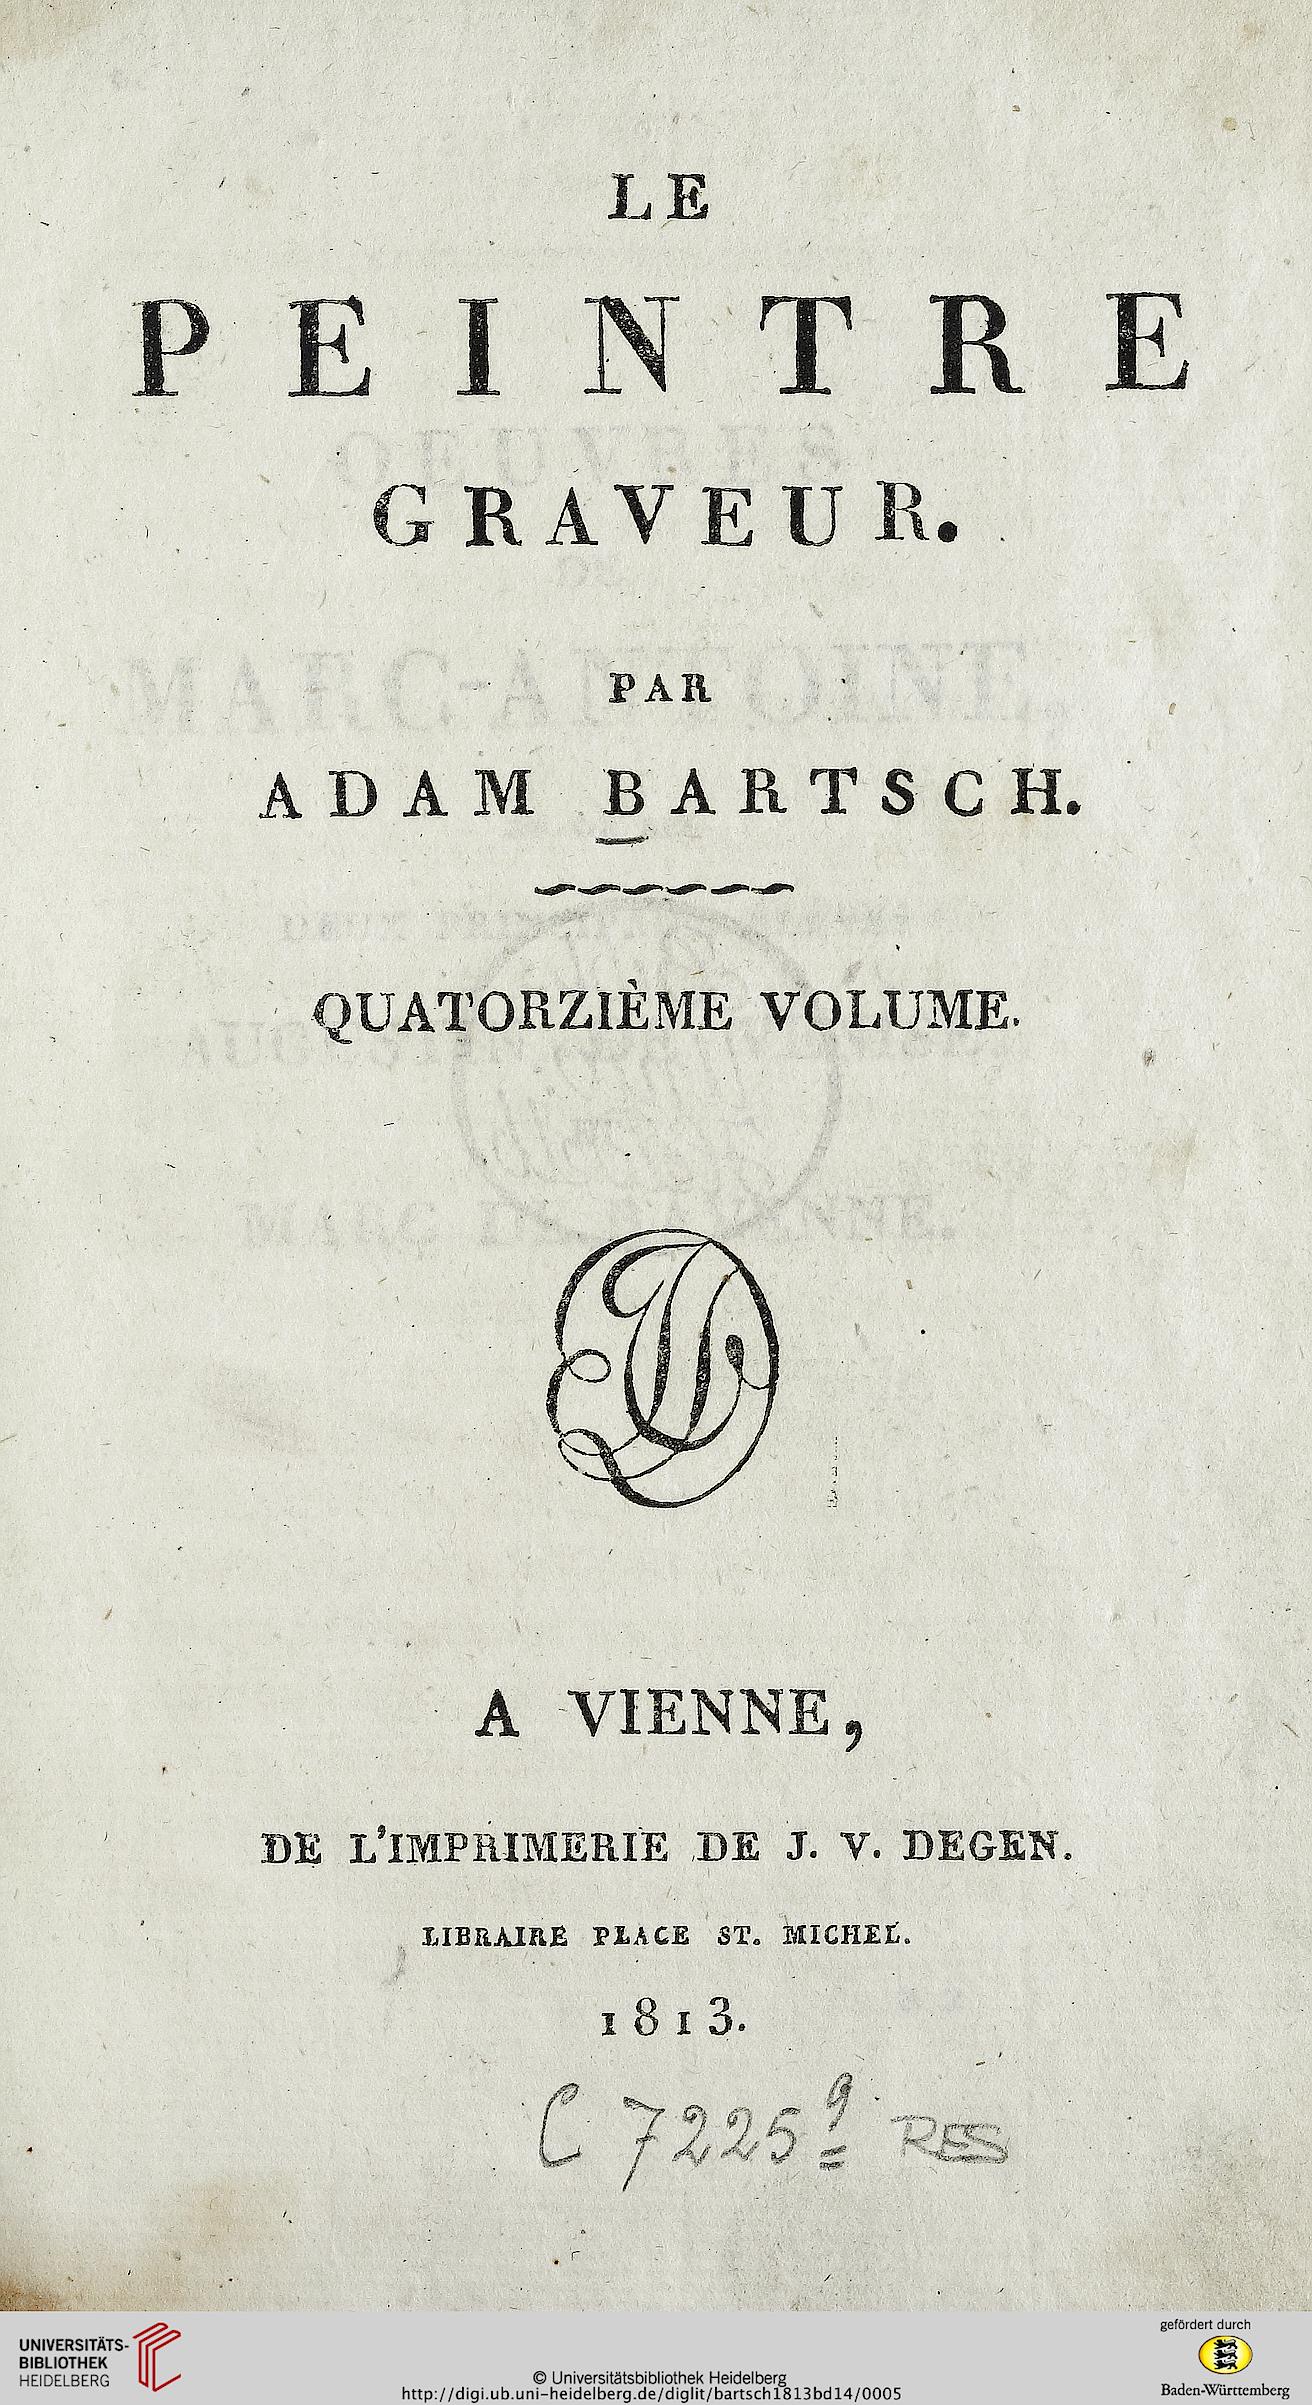 LE
PEINTRE
GRAVEUR.
PAR
ADAM BARTSCH.
QUATORZIÈME VOLUME.
A VIENNE,
DE L'IMPRIMERIE DE J. V. DEGEN.
LIBRAIRE PLACE ST. MICHEL.
1813.
C 7225 RES
UNIVERSITÄTS-
BIBLIOTHEK
HEIDELBERG
© Universitätsbibliothek Heidelberg
http://digi.ub.uni-heidelberg.de/diglit/bartsch1813bd14/0005
gefördert durch
Baden-Württemberg